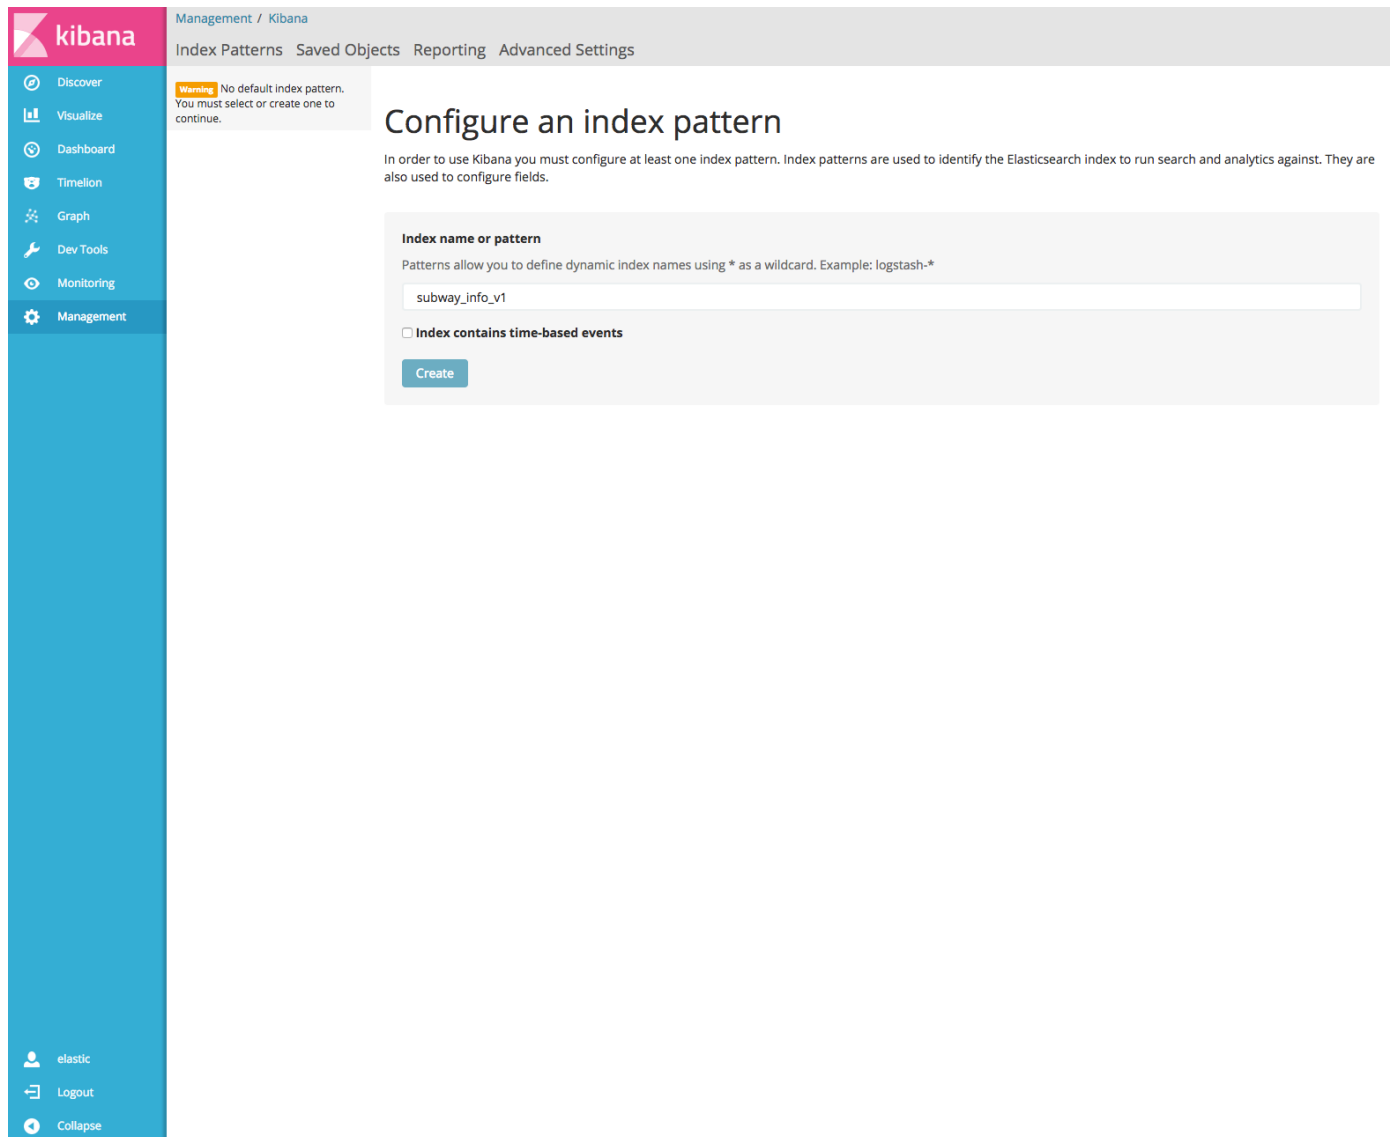 kibana
Discover
Visualize
Dashboard
Timelion
Graph
Dev Tools
Monitoring
Management
elastic
Logout
Collapse
Management / Kibana
Index Patterns Saved Objects Reporting Advanced Settings
Warning No default index pattern.
You must select or create one to
continue.
Configure an index pattern
In order to use Kibana you must configure at least one index pattern. Index patterns are used to identify the Elasticsearch index to run search and analytics against. They are
also used to configure fields.
Index name or pattern
Patterns allow you to define dynamic index names using * as a wildcard. Example: logstash-*
subway_info_v1
Index contains time-based events
Create